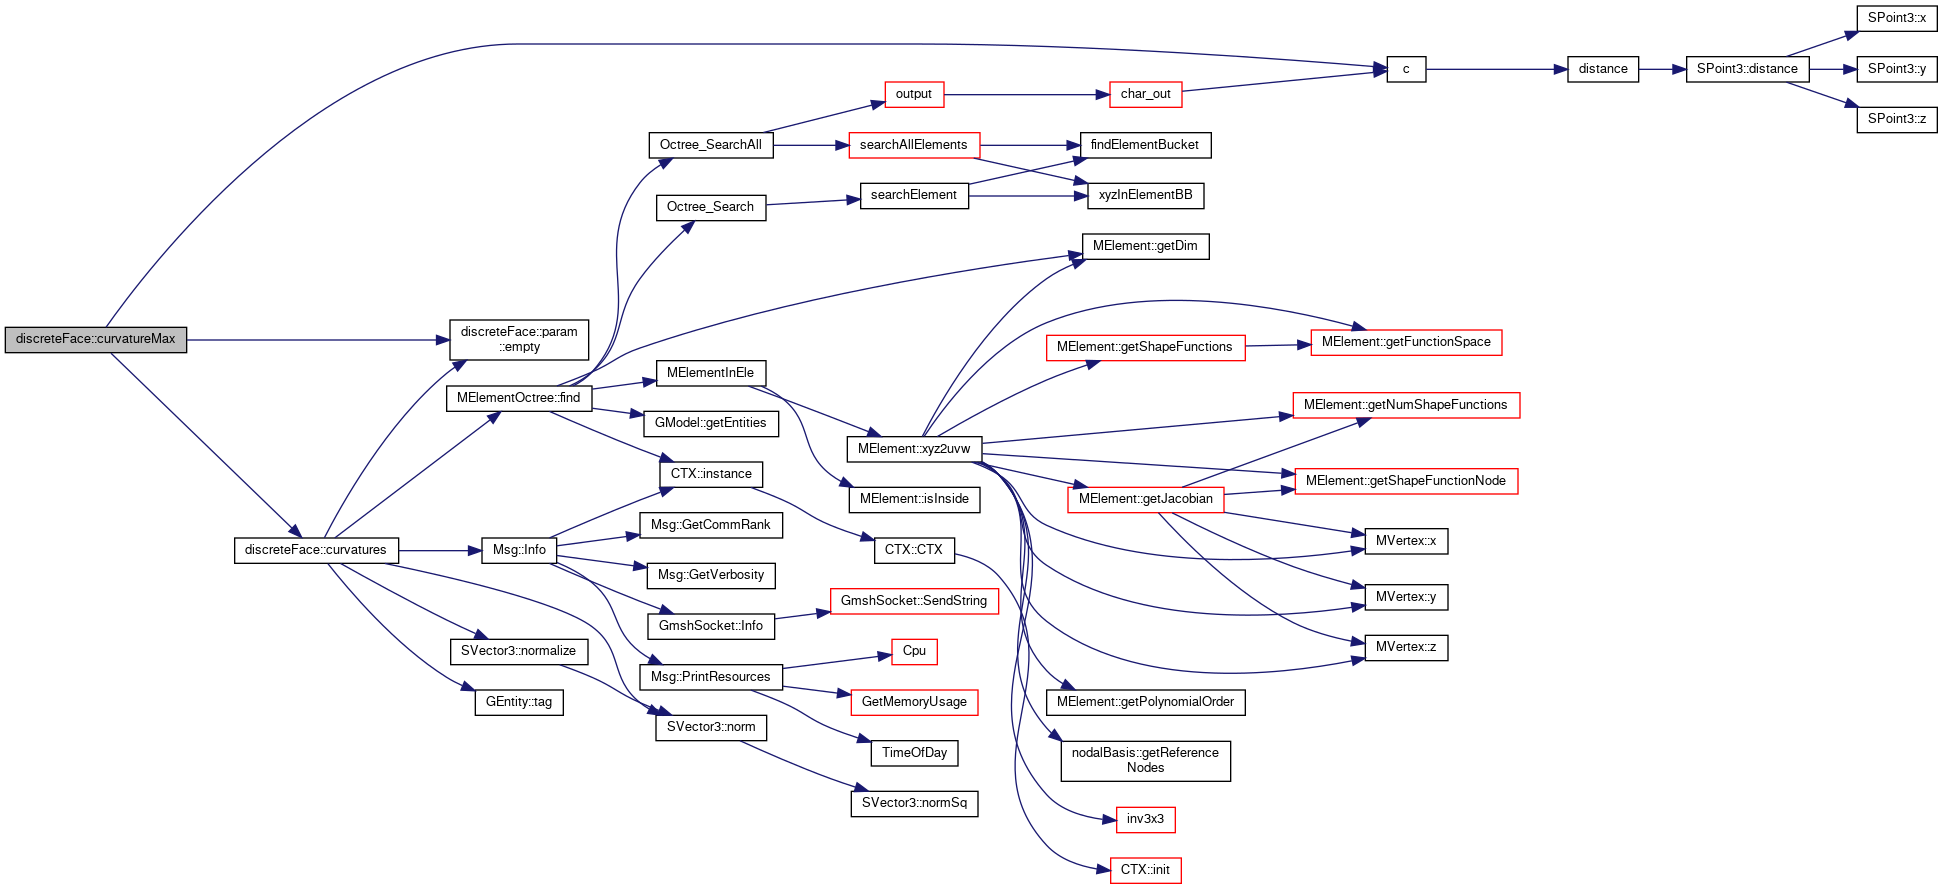 discreteFace::curvatureMax
discreteFace::param
::empty
discreteFace::curvatures
MElementOctree::find
Msg::Info
SVector3::normalize
GEntity::tag
Octree_SearchAll
Octree_Search
MElementInEle
GModel::getEntities
CTX::instance
Msg::GetCommRank
Msg::GetVerbosity
GmshSocket::Info
Msg::PrintResources
SVector3::norm
output
searchAllElements
searchElement
MElement::xyz2uvw
MElement::isInside
CTX::CTX
GmshSocket::SendString
Cpu
GetMemoryUsage
TimeOfDay
SVector3::normSq
char_out
findElementBucket
xyzInElementBB
MElement::getDim
MElement::getShapeFunctions
MElement::getJacobian
MElement::getPolynomialOrder
nodalBasis::getReference
Nodes
inv3x3
CTX::init
c
MElement::getFunctionSpace
MElement::getNumShapeFunctions
MElement::getShapeFunctionNode
MVertex::x
MVertex::y
MVertex::z
distance
SPoint3::distance
SPoint3::x
SPoint3::y
SPoint3::z